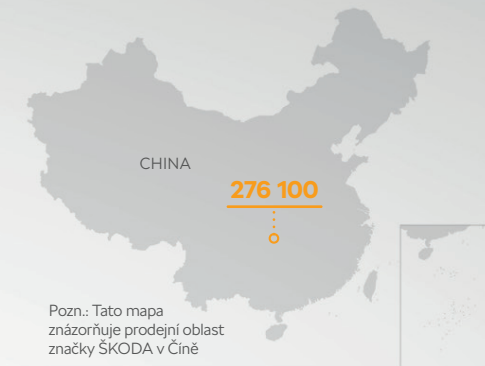 CHINA
276 100
Pozn.: Tato mapa
znázorňuje prodejní oblast
značky ŠKODA v Číně